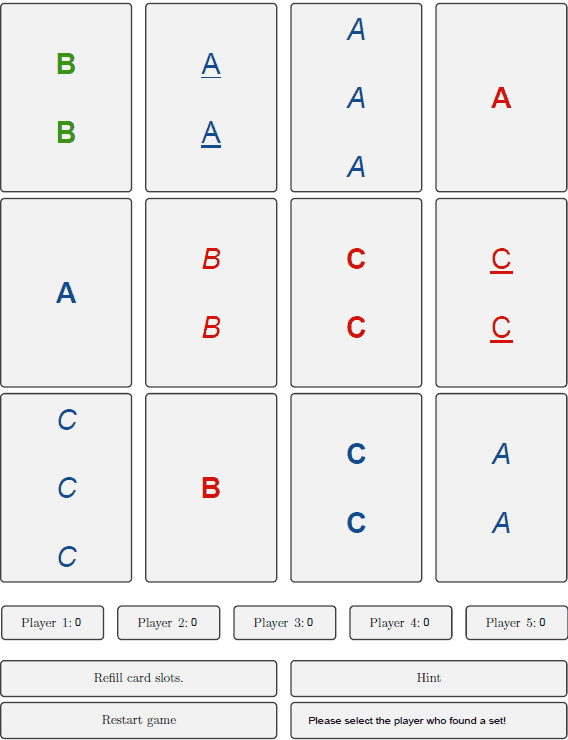 A
B A A
A
B A
A
B
A
C
C
B
C
C
B
C
C
C A
C B
C A
C
Player 1: 0 Player 2: 0 Player 3: 0 Player 4: 0 Player 5: 0
Refill card slots. Hint
Restart game Please select the player who found a set!